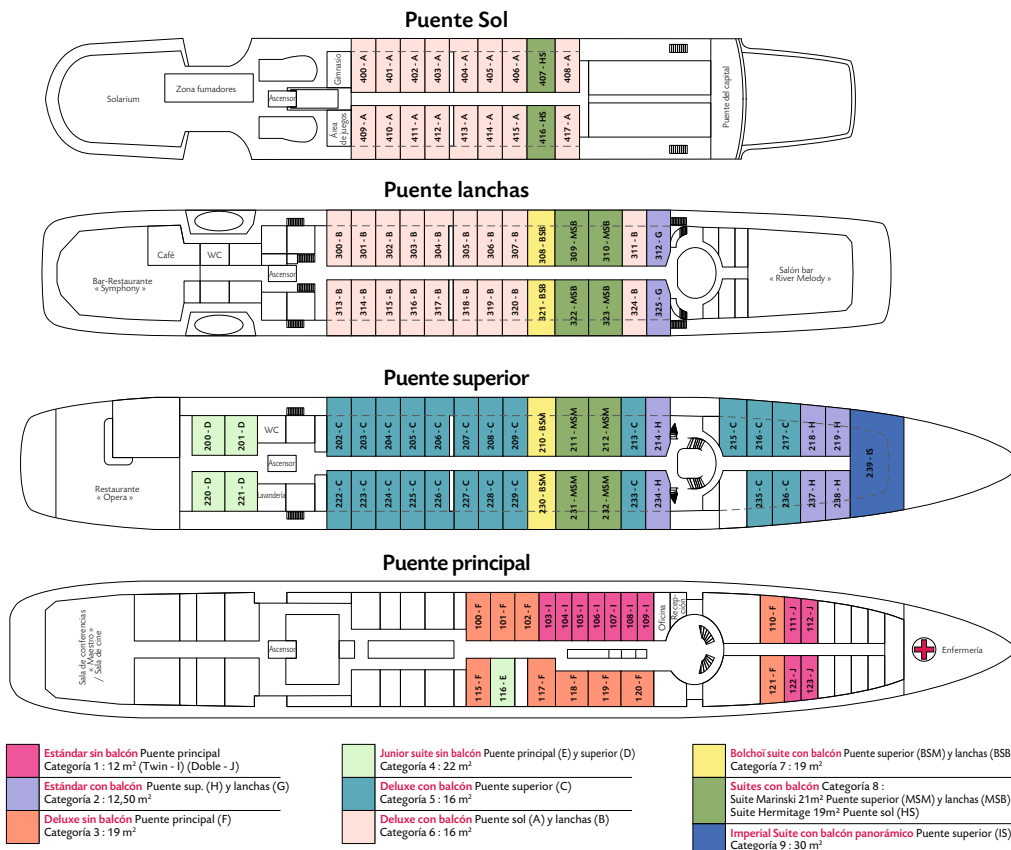 Puente Sol
Solarium
Zona fumadores
Ascensor
Gimnasio
Área
de juegos
400 - A
401 - A
402 - A
403 - A
404 - A
405 - A
406 - A
407 - HS
408 - A
409 - A
410 - A
411 - A
412 - A
413 - A
414 - A
415 - A
416 - HS
417 - A
Puente del capital
Puente lanchas
Bar-Restaurante
« Symphony »
Café
WC
Ascensor
300 - B
301 - B
302 - B
303 - B
304 - B
305 - B
306 - B
307 - B
308 - BSB
309 - MSB
310 - MSB
311 - B
312 - G
313 - B
314 - B
315 - B
316 - B
317 - B
318 - B
319 - B
320 - B
321 - BSB
322 - MSB
323 - MSB
324 - B
325 - G
Salón bar
« River Melody »
Puente superior
Restaurante
« Opera »
200 - D
201 - D
220 - D
221 - D
WC
Ascensor
Lavandería
202 - C
203 - C
204 - C
205 - C
206 - C
207 - C
208 - C
209 - C
210 - BSM
211 - MSM
212 - MSM
213 - C
214 - H
215 - C
216 - C
217 - C
218 - H
219 - H
222 - C
223 - C
224 - C
225 - C
226 - C
227 - C
228 - C
229 - C
230 - BSM
231 - MSM
232 - MSM
233 - C
234 - H
235 - C
236 - C
237 - H
238 - H
239 - IS
Puente principal
Sala de conferencias
« Maestro »
/ Sala de cine
Ascensor
100 - F
101 - F
102 - F
103 - I
104 - I
105 - I
106 - I
107 - I
108 - I
109 - I
Oficina
Recep-
ción
110 - F
111 - J
112 - J
115 - F
116 - E
117 - F
118 - F
119 - F
120 - F
121 - F
122 - J
123 - J
Enfermería
Estándar sin balcón Puente principal
Categoría 1 : 12 m² (Twin - I) (Doble - J)
Estándar con balcón Puente sup. (H) y lanchas (G)
Categoría 2 : 12,50 m²
Deluxe sin balcón Puente principal (F)
Categoría 3 : 19 m²
Junior suite sin balcón Puente principal (E) y superior (D)
Categoría 4 : 22 m²
Deluxe con balcón Puente superior (C)
Categoría 5 : 16 m²
Deluxe con balcón Puente sol (A) y lanchas (B)
Categoría 6 : 16 m²
Bolchoï suite con balcón Puente superior (BSM) y lanchas (BSB
Categoría 7 : 19 m²
Suites con balcón Categoría 8 :
Suite Marinski 21m² Puente superior (MSM) y lanchas (MSB)
Suite Hermitage 19m² Puente sol (HS)
Imperial Suite con balcón panorámico Puente superior (IS)
Categoría 9 : 30 m²